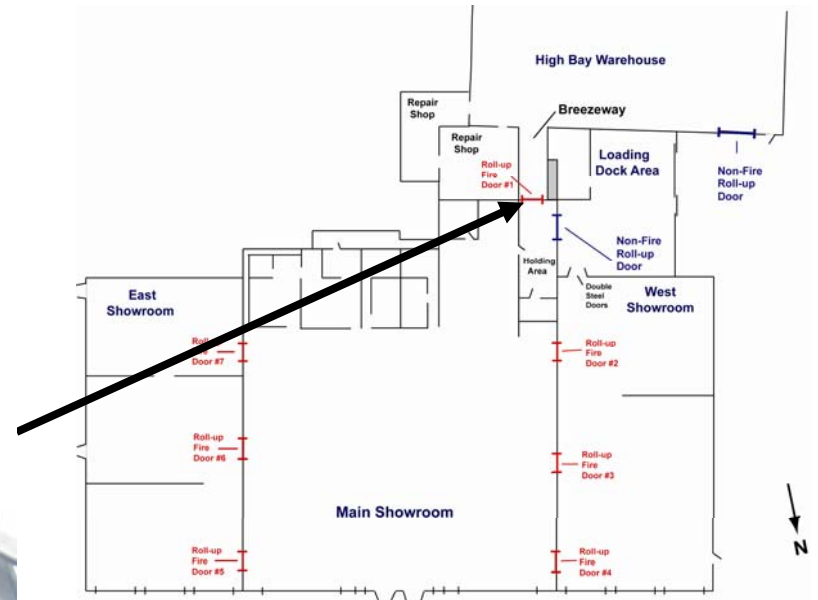 High Bay Warehouse
Repair
Shop
Breezeway
Repair
Shop
Roll-up
Fire
Door #1
Loading
Dock Area
Non-Fire
Roll-up
Door
Non-Fire
Roll-up
Door
Holding
Area
Double
Steel
Doors
East
Showroom
West
Showroom
Roll-up
Fire
Door #2
Door #7
Roll-up
Fire
Door #6
Roll-up
Fire
Door #3
Main Showroom
Roll-up
Fire
Door #5
Roll-up
Fire
Door #4
N